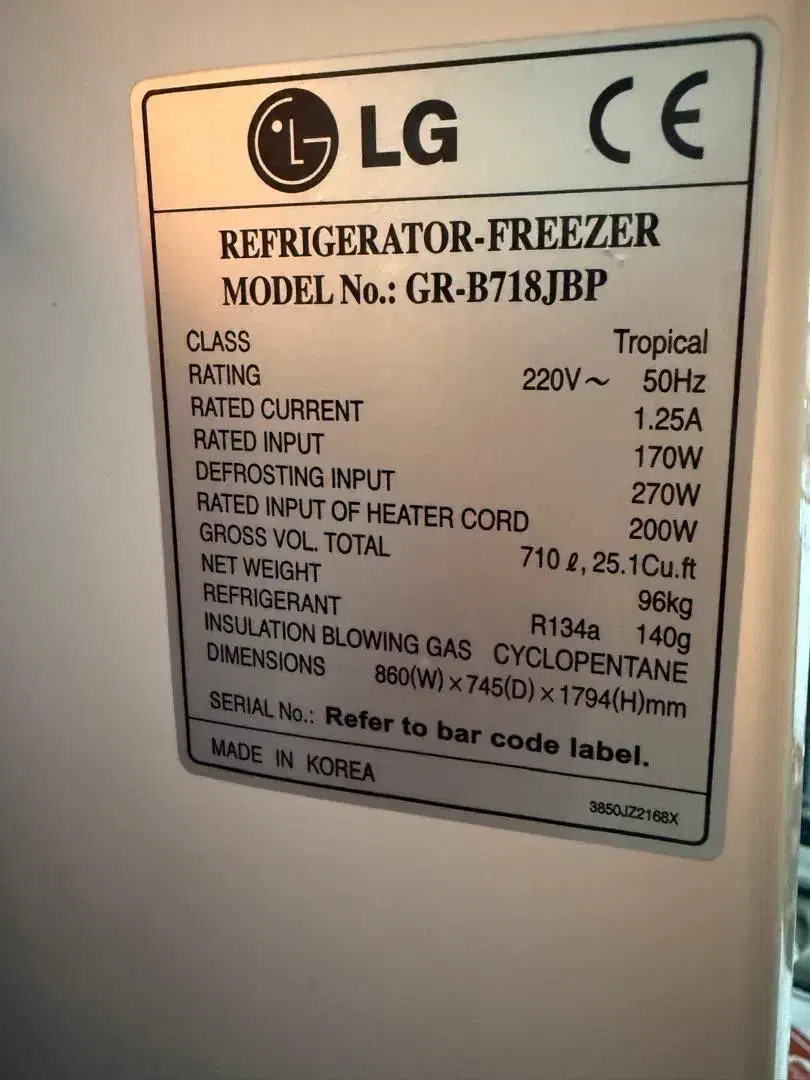 LG CE
REFRIGERATOR-FREEZER
MODEL No.: GR-B718JBP
CLASS Tropical
RATING 220V~ 50Hz
RATED CURRENT 1.25A
RATED INPUT 170W
DEFROSTING INPUT 270W
RATED INPUT OF HEATER CORD 200W
GROSS VOL. TOTAL 710 ℓ, 25.1Cu.ft
NET WEIGHT 96kg
REFRIGERANT R134a 140g
INSULATION BLOWING GAS CYCLOPENTANE
DIMENSIONS 860(W)×745(D)×1794(H)mm
SERIAL No.: Refer to bar code label.
MADE IN KOREA
3850JZ2168X